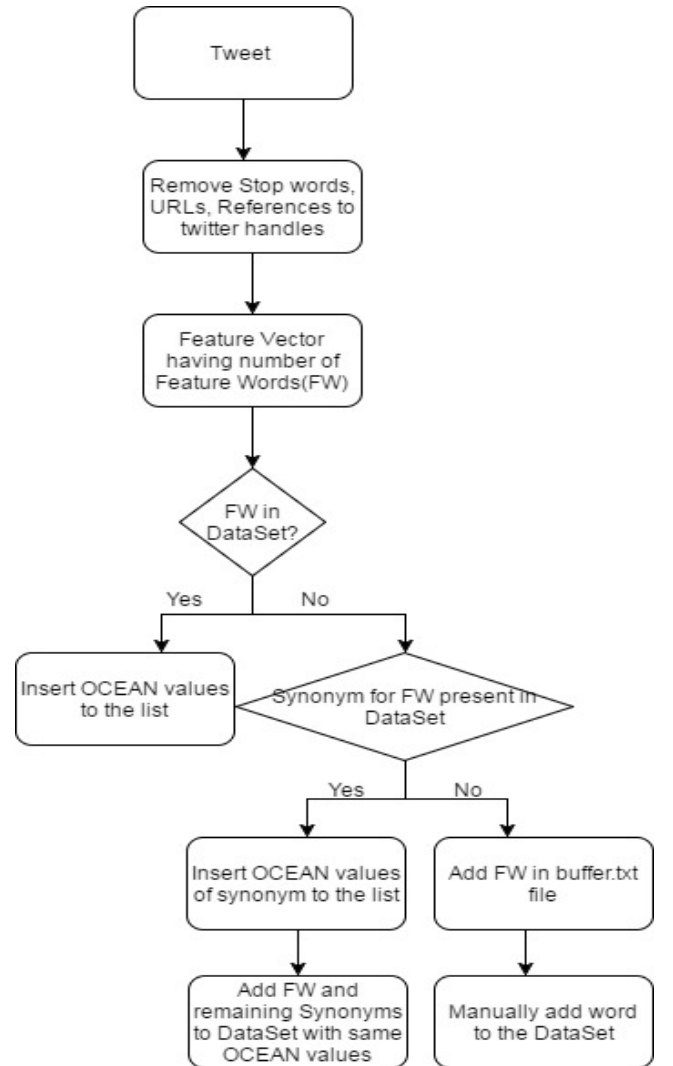 Tweet
Remove Stop words,
URLs, References to
twitter handles
Feature Vector
having number of
Feature Words(FW)
FW in
DataSet?
Yes
No
Insert OCEAN values
to the list
Synonym for FW present in
DataSet
Yes
No
Insert OCEAN values
of synonym to the list
Add FW in buffer.txt
file
Add FW and
remaining Synonyms
to DataSet with same
OCEAN values
Manually add word
to the DataSet